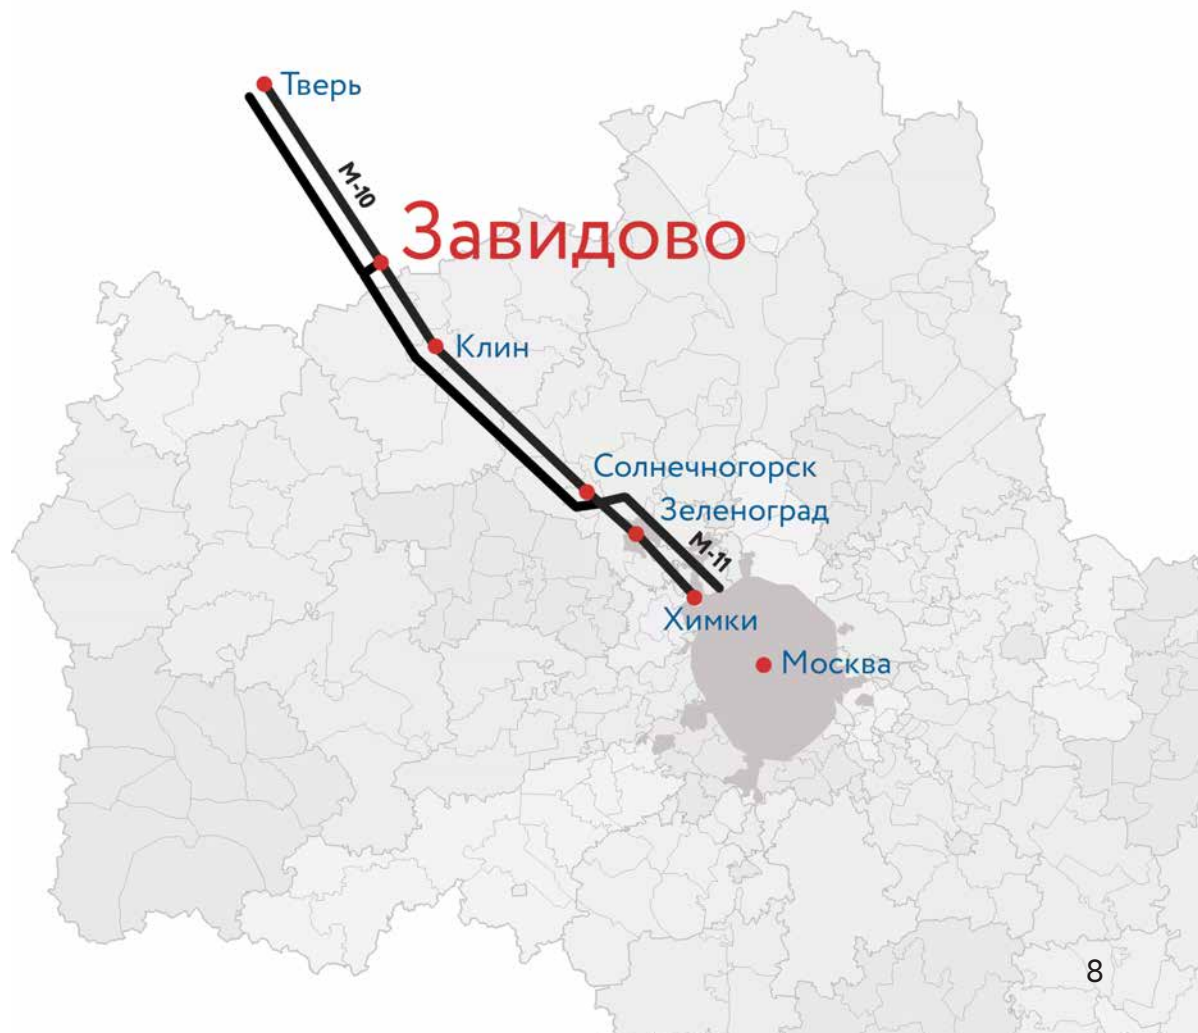 Тверь
М-10
Завидово
Клин
Солнечногорск
Зеленоград
М-11
Химки
Москва
8